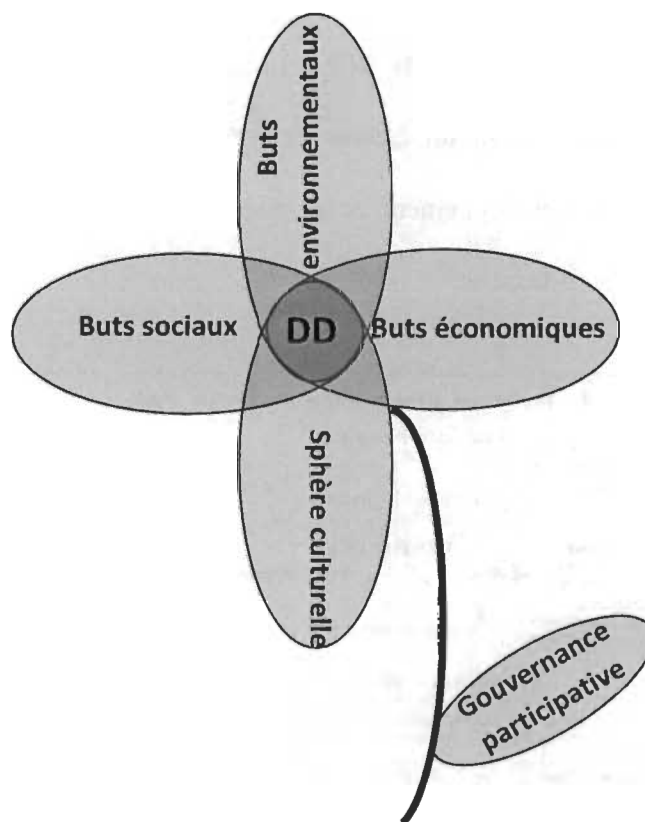 Buts
environnementaux
Buts sociaux
DD
Buts économiques
Sphère culturelle
Gouvernance
participative